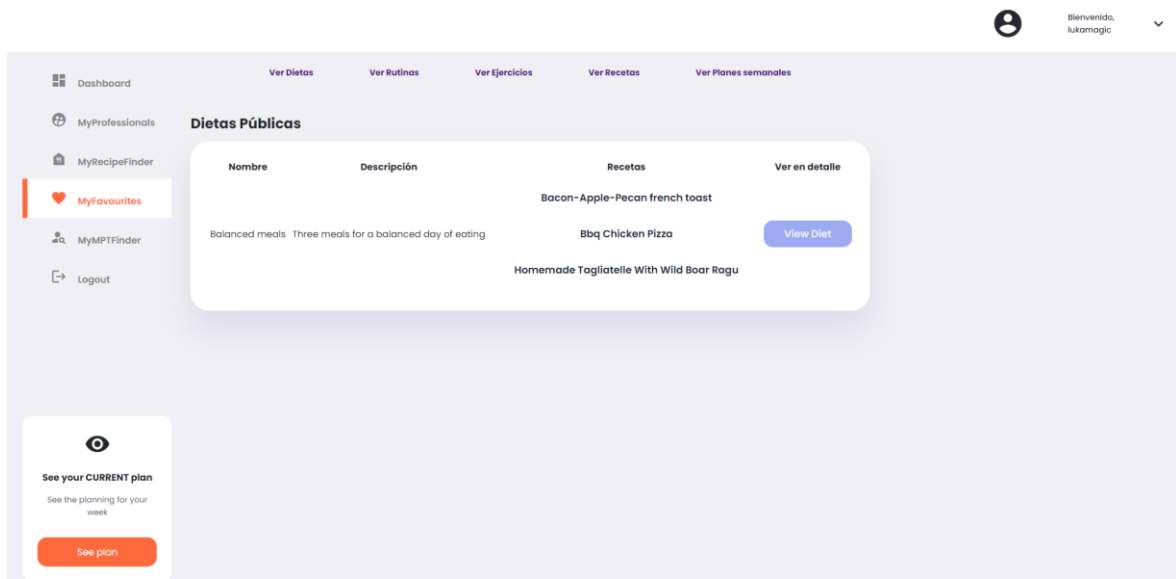 Bienvenido,
lukamagic
Dashboard
MyProfessionals
MyRecipeFinder
MyFavourites
MyMPTFinder
Logout
Ver Dietas Ver Rutinas Ver Ejercicios Ver Recetas Ver Planes semanales
Dietas Públicas
Nombre Descripción Recetas Ver en detalle
Bacon-Apple-Pecan french toast
Balanced meals Three meals for a balanced day of eating Bbq Chicken Pizza View Diet
Homemade Tagliatelle With Wild Boar Ragu
See your CURRENT plan
See the planning for your
week
See plan